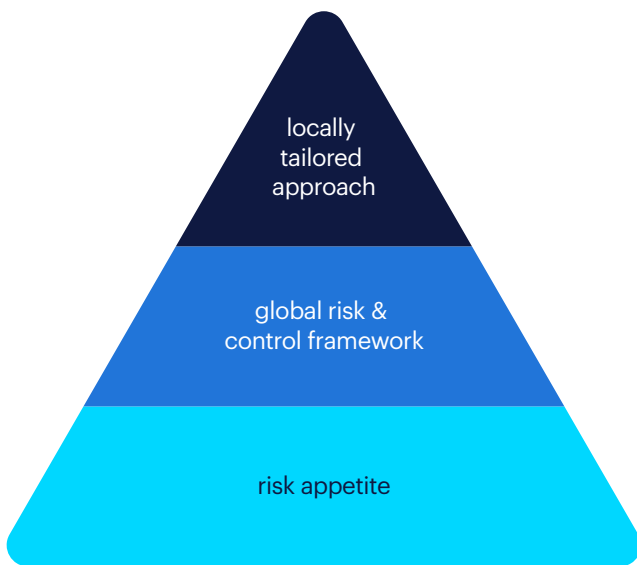 locally
tailored
approach
global risk &
control framework
risk appetite